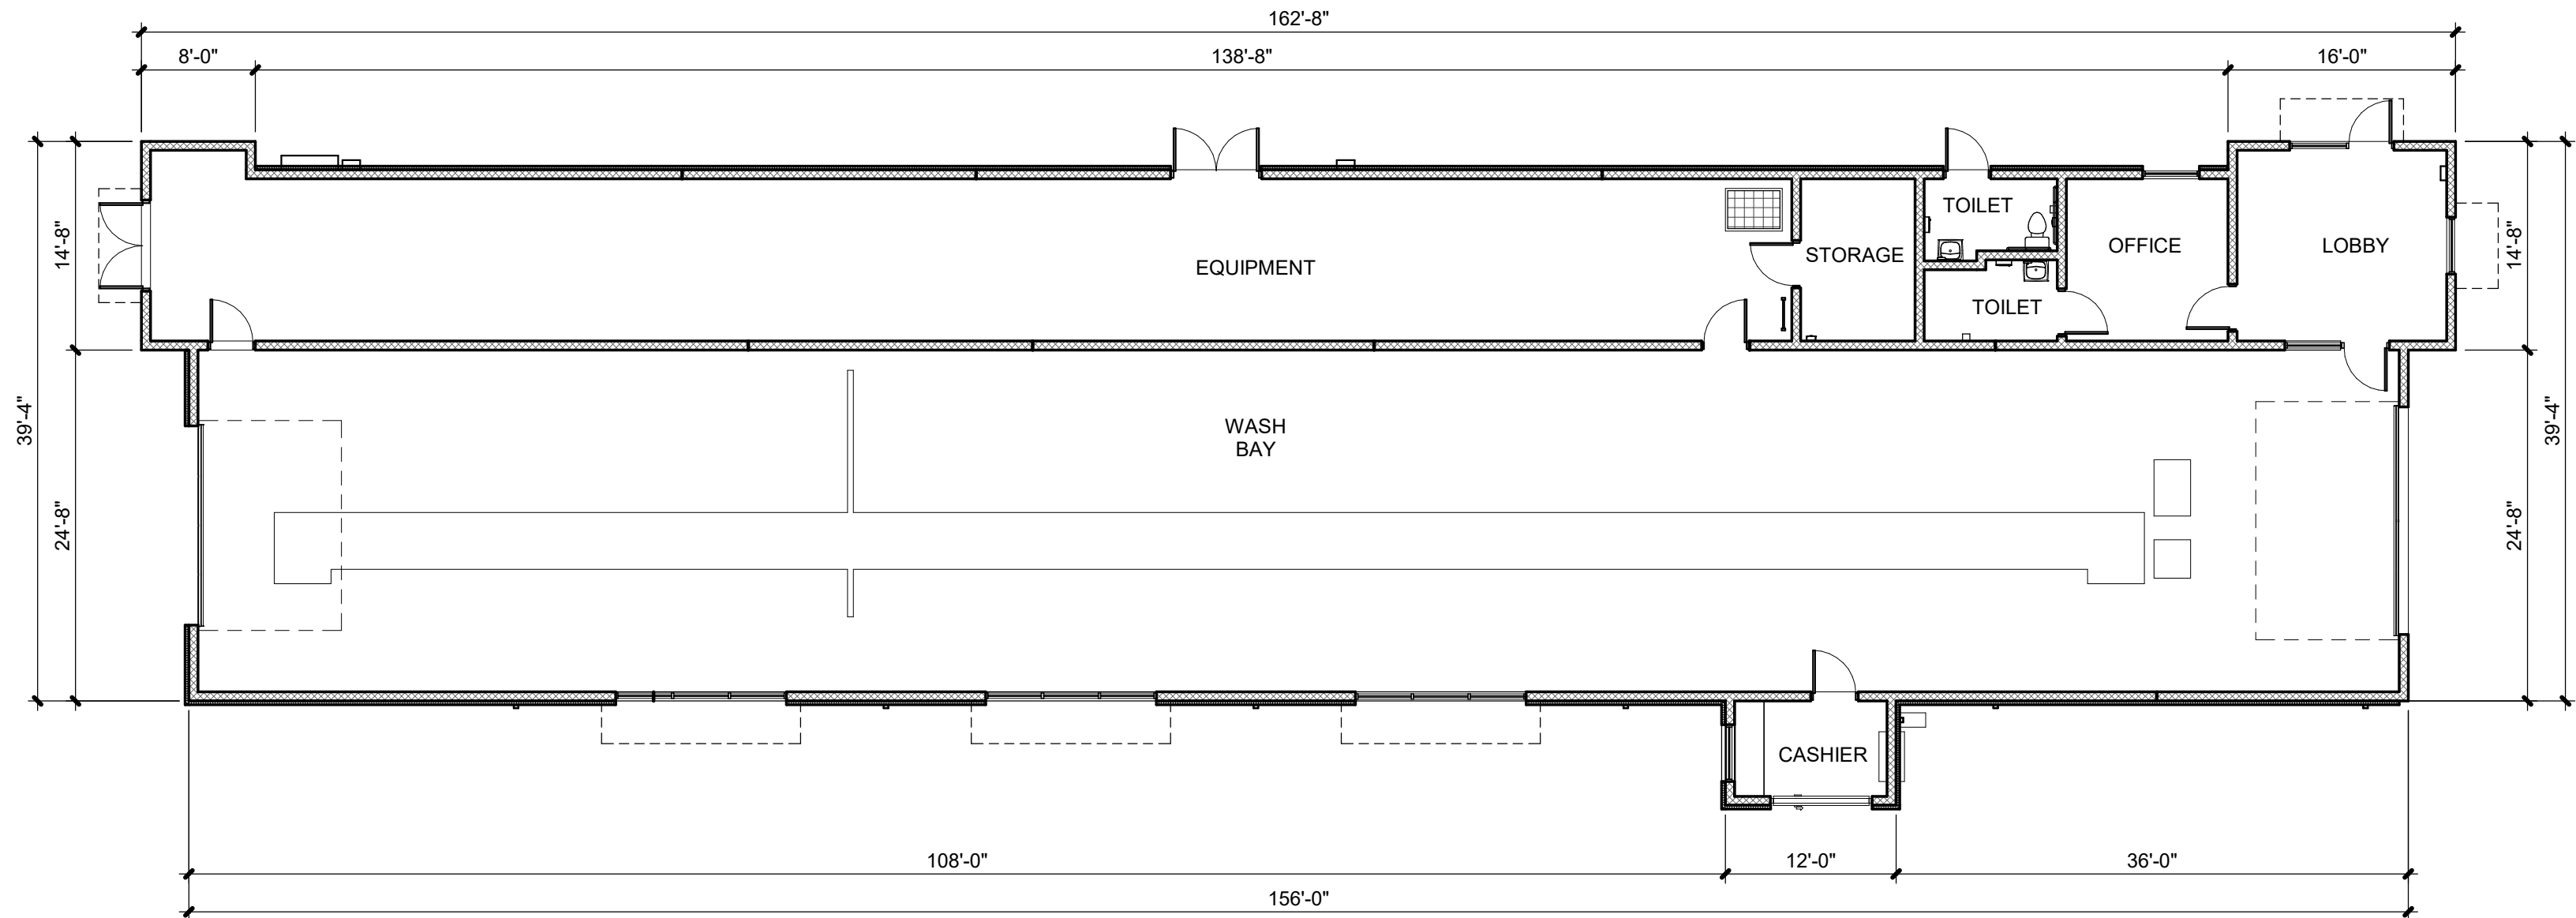 162'-8"
8'-0"
138'-8"
16'-0"
TOILET
14'-8"
OFFICE
LOBBY
14'-8"
STORAGE
EQUIPMENT
TOILET
39'-4"
39'-4"
WASH
BAY
24'-8"
24'-8"
CASHIER
108'-0"
12'-0"
36'-0"
156'-0"